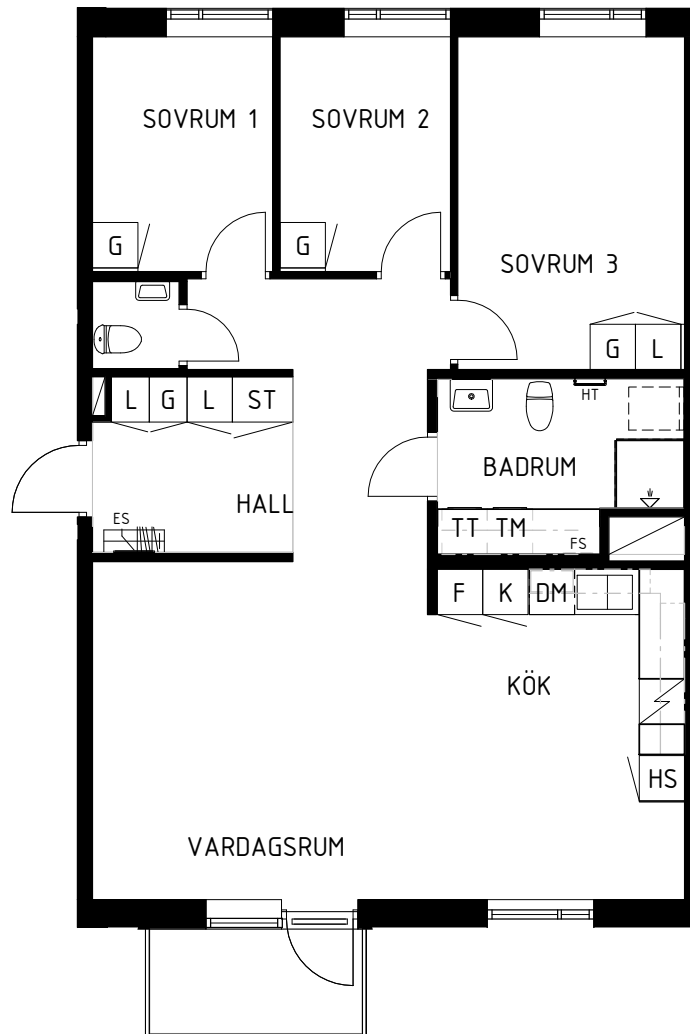 SOVRUM 1
SOVRUM 2
G
G
SOVRUM 3
G L
L G L ST
HT
BADRUM
HALL
ES
TT TM
FS
F K DM
KÖK
HS
VARDAGSRUM